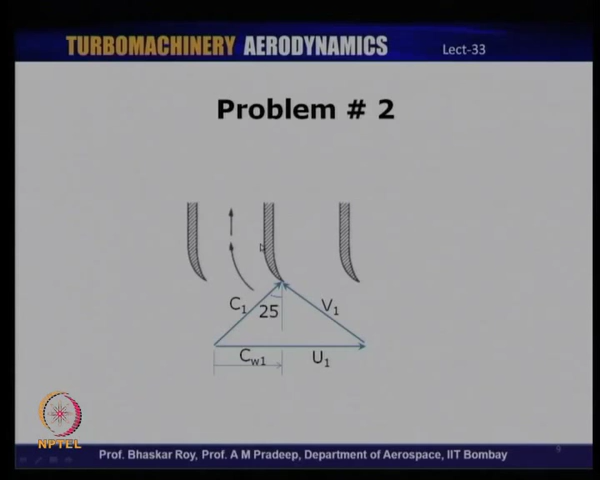 TURBOMACHINERY AERODYNAMICS Lect-33
Problem # 2
C1 25 V1
Cw1 U1
NPTEL
Prof. Bhaskar Roy, Prof. A M Pradeep, Department of Aerospace, IIT Bombay